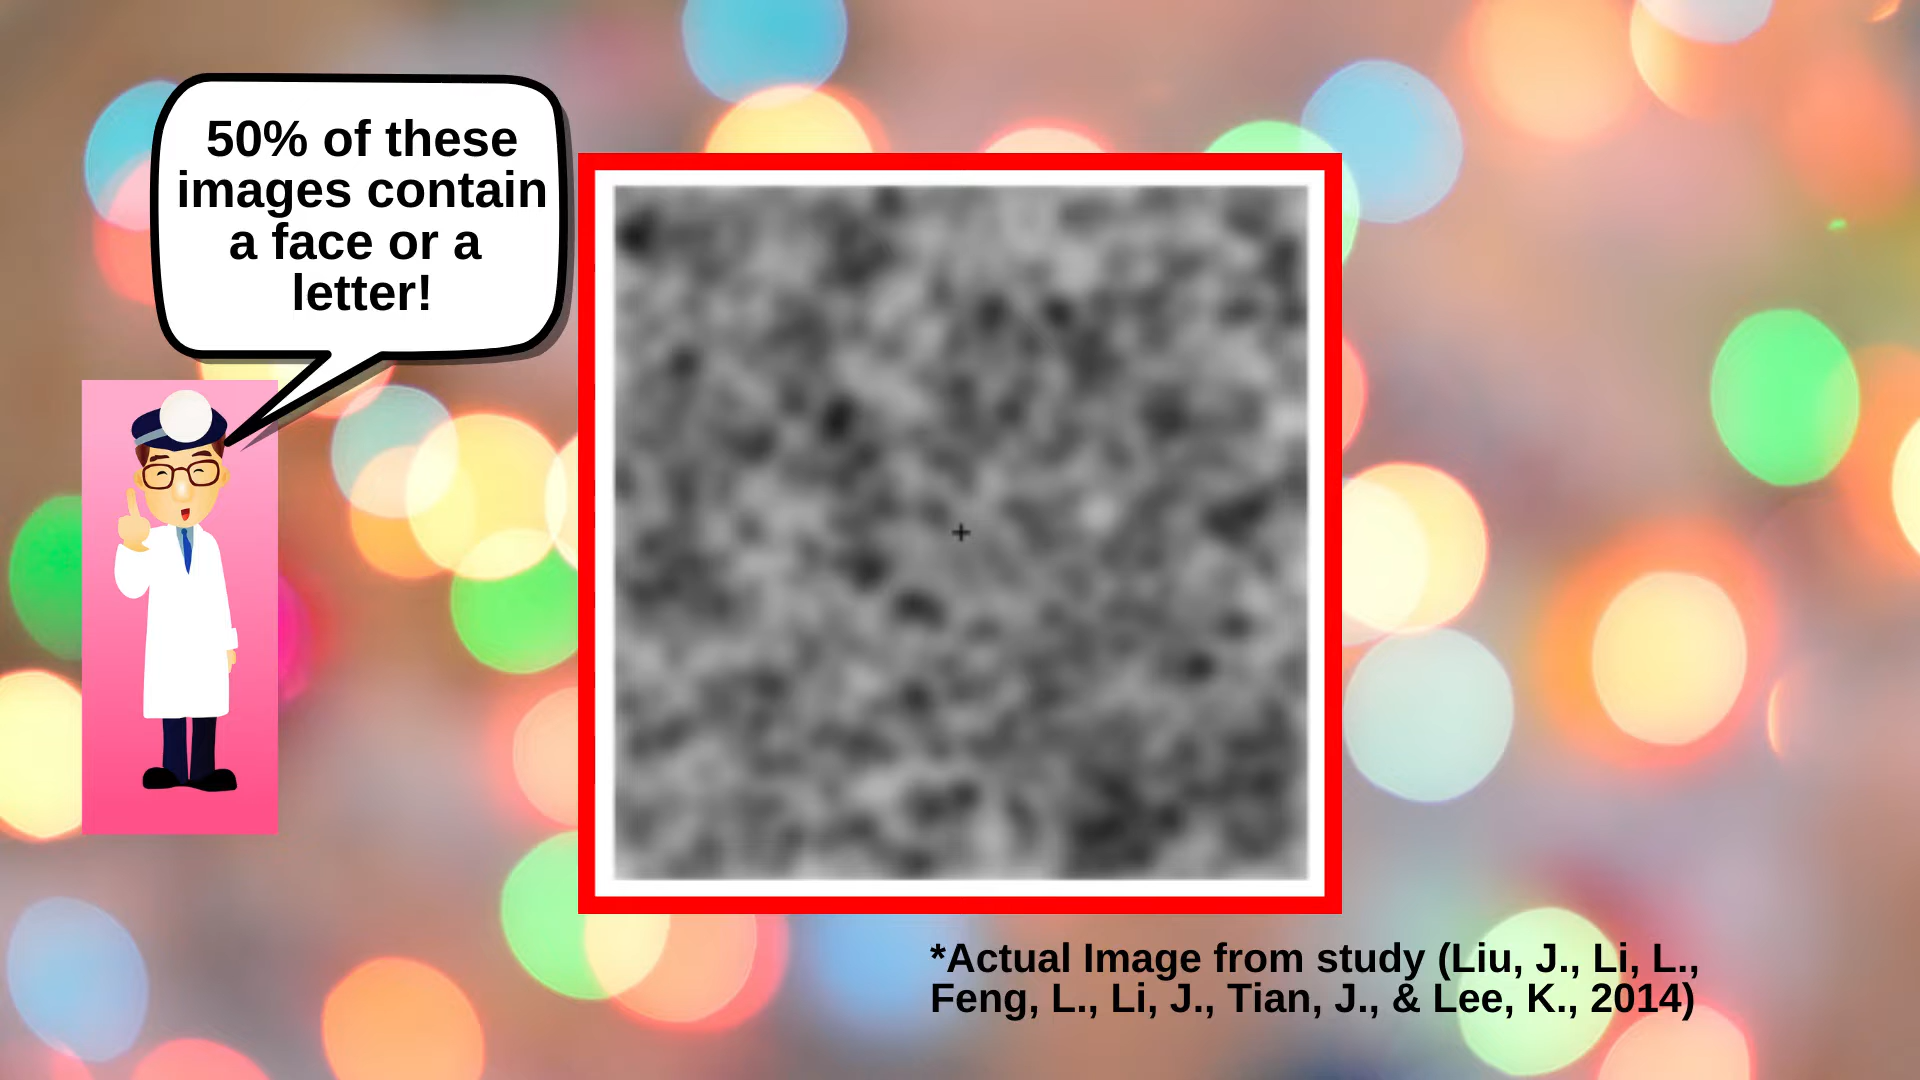 50% of these
images contain
a face or a
letter!
*Actual Image from study (Liu, J., Li, L.,
Feng, L., Li, J., Tian, J., & Lee, K., 2014)